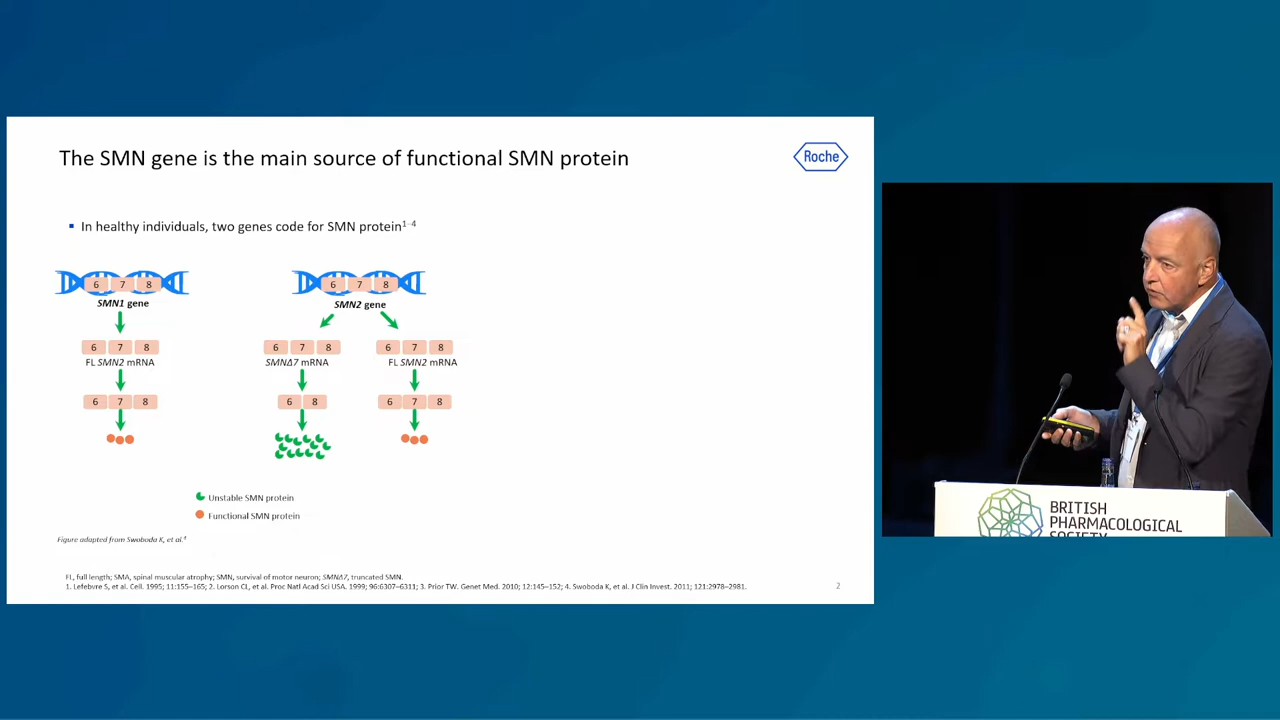 The SMN gene is the main source of functional SMN protein
Roche
▪ In healthy individuals, two genes code for SMN protein1–4
6 7 8
SMN1 gene
6 7 8
SMN2 gene
6 7 8
FL SMN2 mRNA
6 7 8
SMNΔ7 mRNA
6 7 8
FL SMN2 mRNA
6 7 8
6 8
6 7 8
Unstable SMN protein
Functional SMN protein
Figure adapted from Swoboda K, et al.4
FL, full length; SMA, spinal muscular atrophy; SMN, survival of motor neuron; SMNΔ7, truncated SMN.
1. Lefebvre S, et al. Cell. 1995; 11:155–165; 2. Lorson CL, et al. Proc Natl Acad Sci USA. 1999; 96:6307–6311; 3. Prior TW. Genet Med. 2010; 12:145–152; 4. Swoboda K, et al. J Clin Invest. 2011; 121:2978–2981.
2
BRITISH
PHARMACOLOGICAL
SOCIETY